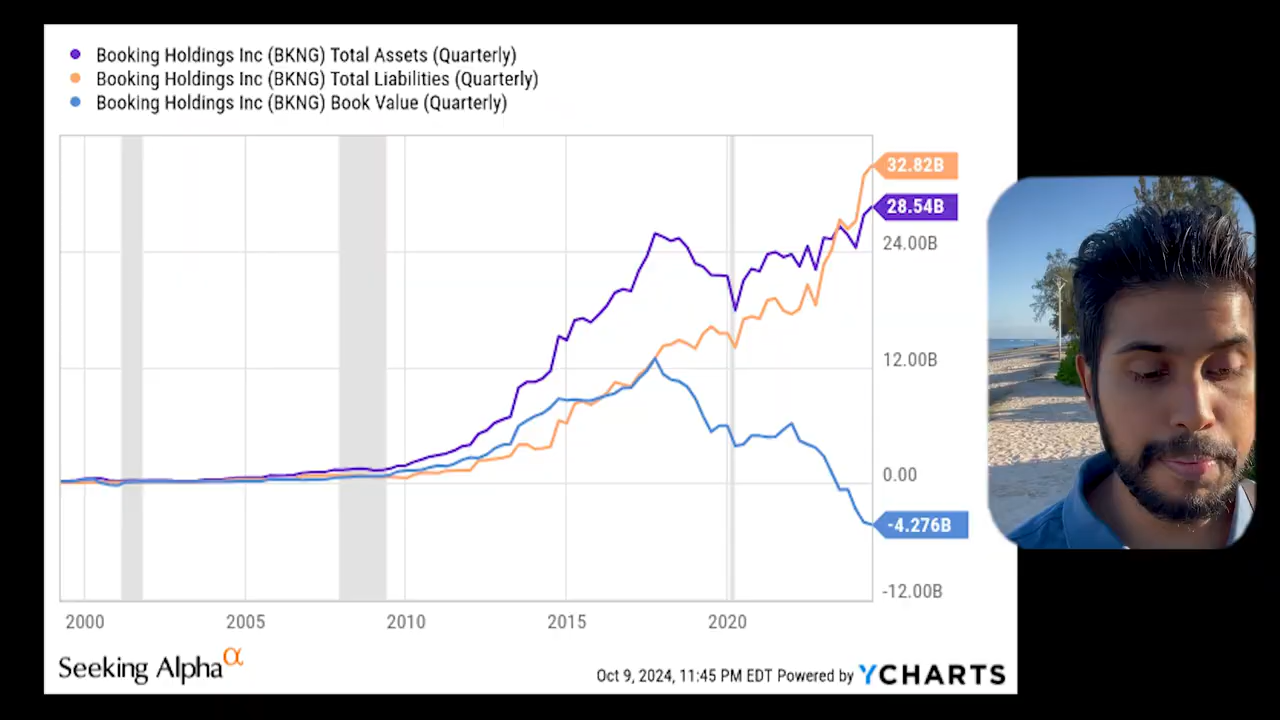 Booking Holdings Inc (BKNG) Total Assets (Quarterly)
Booking Holdings Inc (BKNG) Total Liabilities (Quarterly)
Booking Holdings Inc (BKNG) Book Value (Quarterly)
32.82B
28.54B
24.00B
12.00B
0.00
-4.276B
-12.00B
2000 2005 2010 2015 2020
Seeking Alpha α
Oct 9, 2024, 11:45 PM EDT Powered by YCHARTS